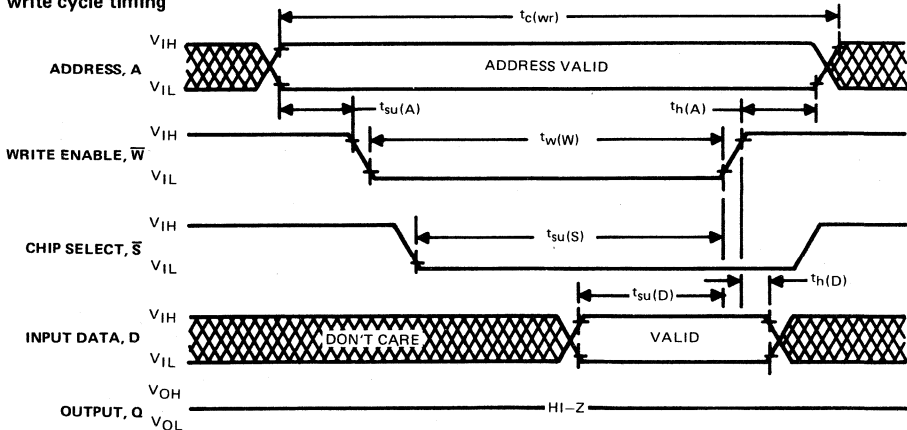 write cycle timing
tc(wr)
VIH
ADDRESS, A
ADDRESS VALID
VIL
tsu(A)
th(A)
VIH
WRITE ENABLE, W̅
tw(W)
VIL
VIH
CHIP SELECT, S̅
tsu(S)
VIL
th(D)
tsu(D)
VIH
INPUT DATA, D
DON'T CARE
VALID
VIL
VOH
OUTPUT, Q
HI–Z
VOL